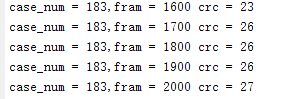 case_num = 183,fram = 1600 crc = 23
case_num = 183,fram = 1700 crc = 26
case_num = 183,fram = 1800 crc = 26
case_num = 183,fram = 1900 crc = 26
case_num = 183,fram = 2000 crc = 27